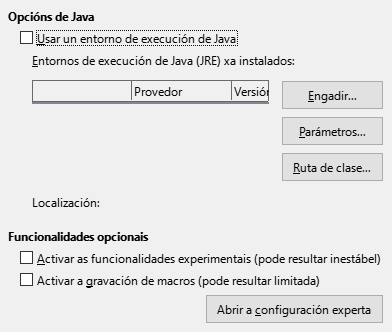 Opcións de Java
Usar un entorno de execución de Java
Entornos de execución de Java (JRE) xa instalados:
Provedor Versión
Engadir...
Parámetros...
Ruta de clase...
Localización:
Funcionalidades opcionais
Activar as funcionalidades experimentais (pode resultar inestábel)
Activar a gravación de macros (pode resultar limitada)
Abrir a configuración experta